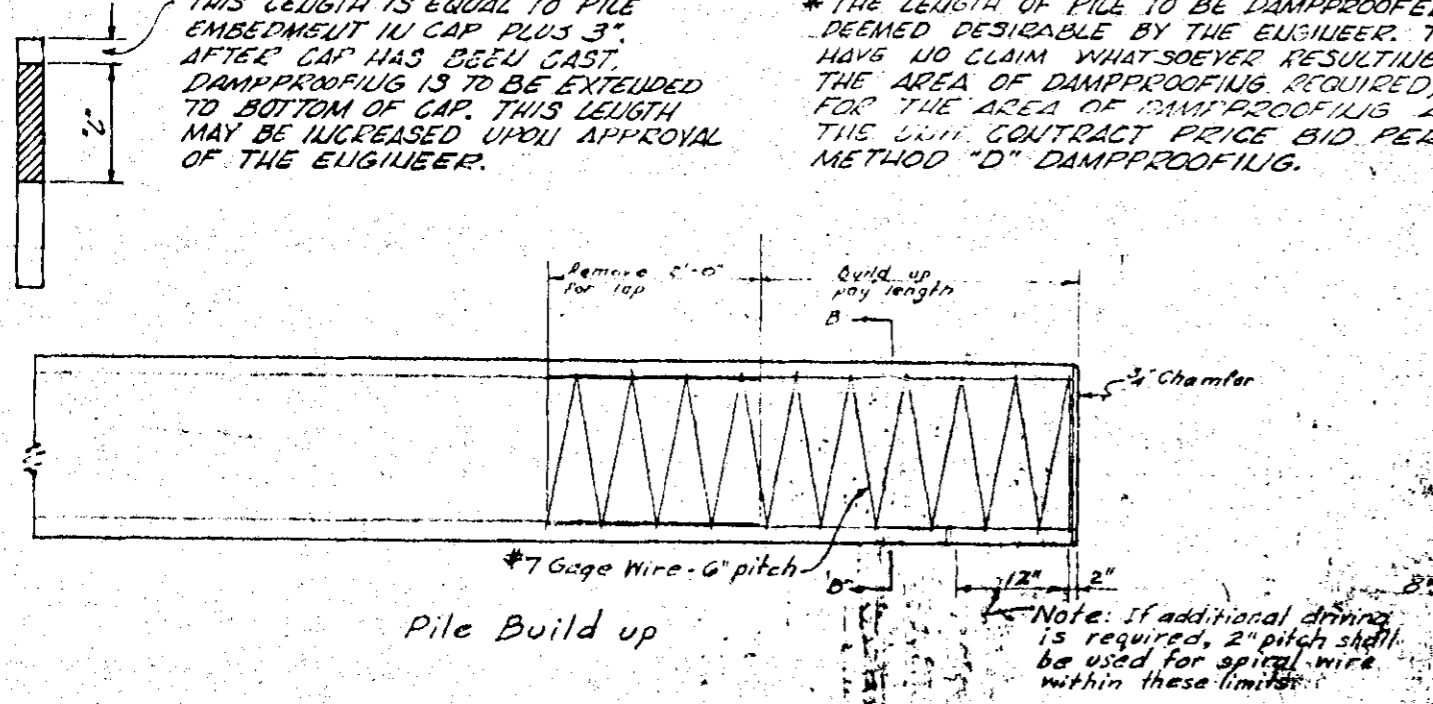 THIS LENGTH IS EQUAL TO PILE
EMBEDMENT IN CAP PLUS 3".
AFTER CAP HAS BEEN CAST,
DAMPPROOFING IS TO BE EXTENDED
TO BOTTOM OF CAP. THIS LENGTH
MAY BE INCREASED UPON APPROVAL
OF THE ENGINEER.
* THE LENGTH OF PILE TO BE DAMPPROOFE
DEEMED DESIRABLE BY THE ENGINEER. T
HAVE NO CLAIM WHATSOEVER RESULTING
THE AREA OF DAMPPROOFING REQUIRED,
FOR THE AREA OF DAMPPROOFING A
THE UNIT CONTRACT PRICE BID PER
METHOD "D" DAMPPROOFING.
Remove
for lap
Build up
pay length
B
3/4" Chamfer
#7 Gage Wire - 6" pitch
B
12"
2"
Pile Build up
Note: If additional driving
is required, 2" pitch shall
be used for spiral wire
within these limits.